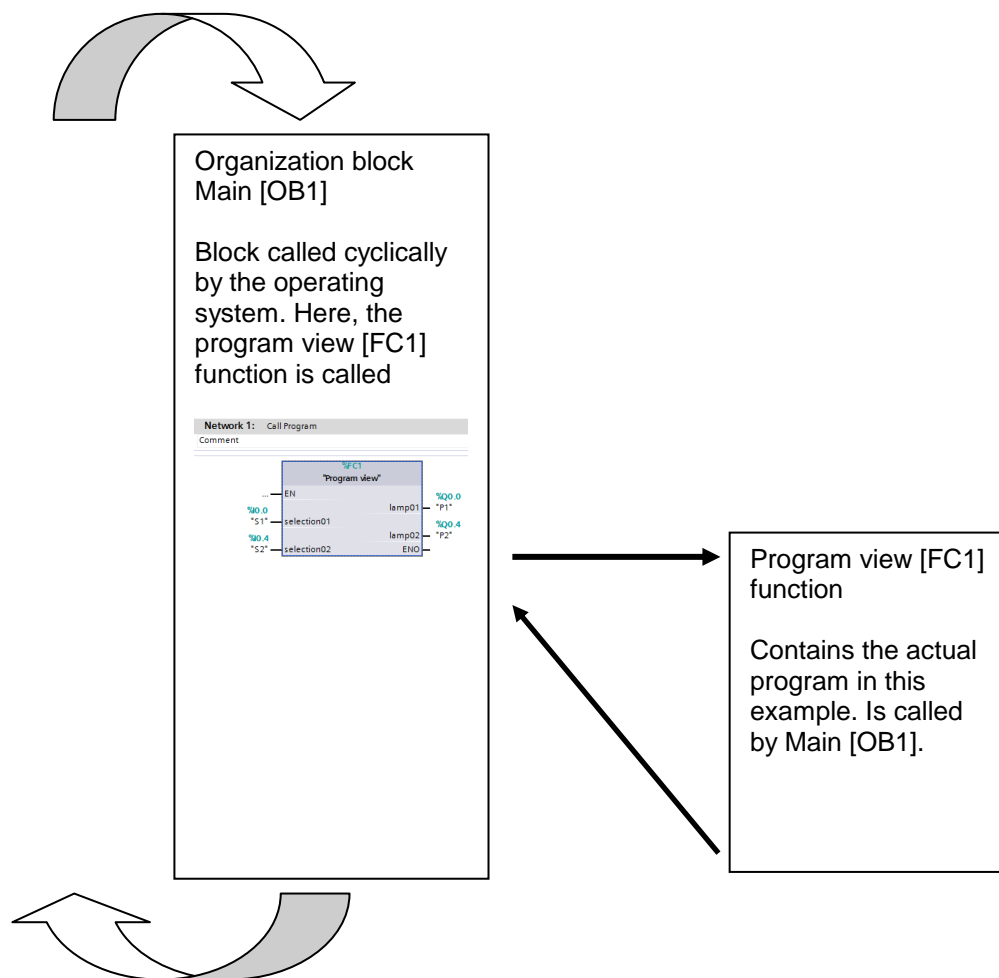 Organization block
Main [OB1]
Block called cyclically
by the operating
system. Here, the
program view [FC1]
function is called
Network 1: Call Program
Comment
%FC1
"Program view"
... EN
%I0.0
"S1" selection01
%I0.4
"S2" selection02
%Q0.0
lamp01 "P1"
%Q0.4
lamp02 "P2"
ENO
Program view [FC1]
function
Contains the actual
program in this
example. Is called
by Main [OB1].